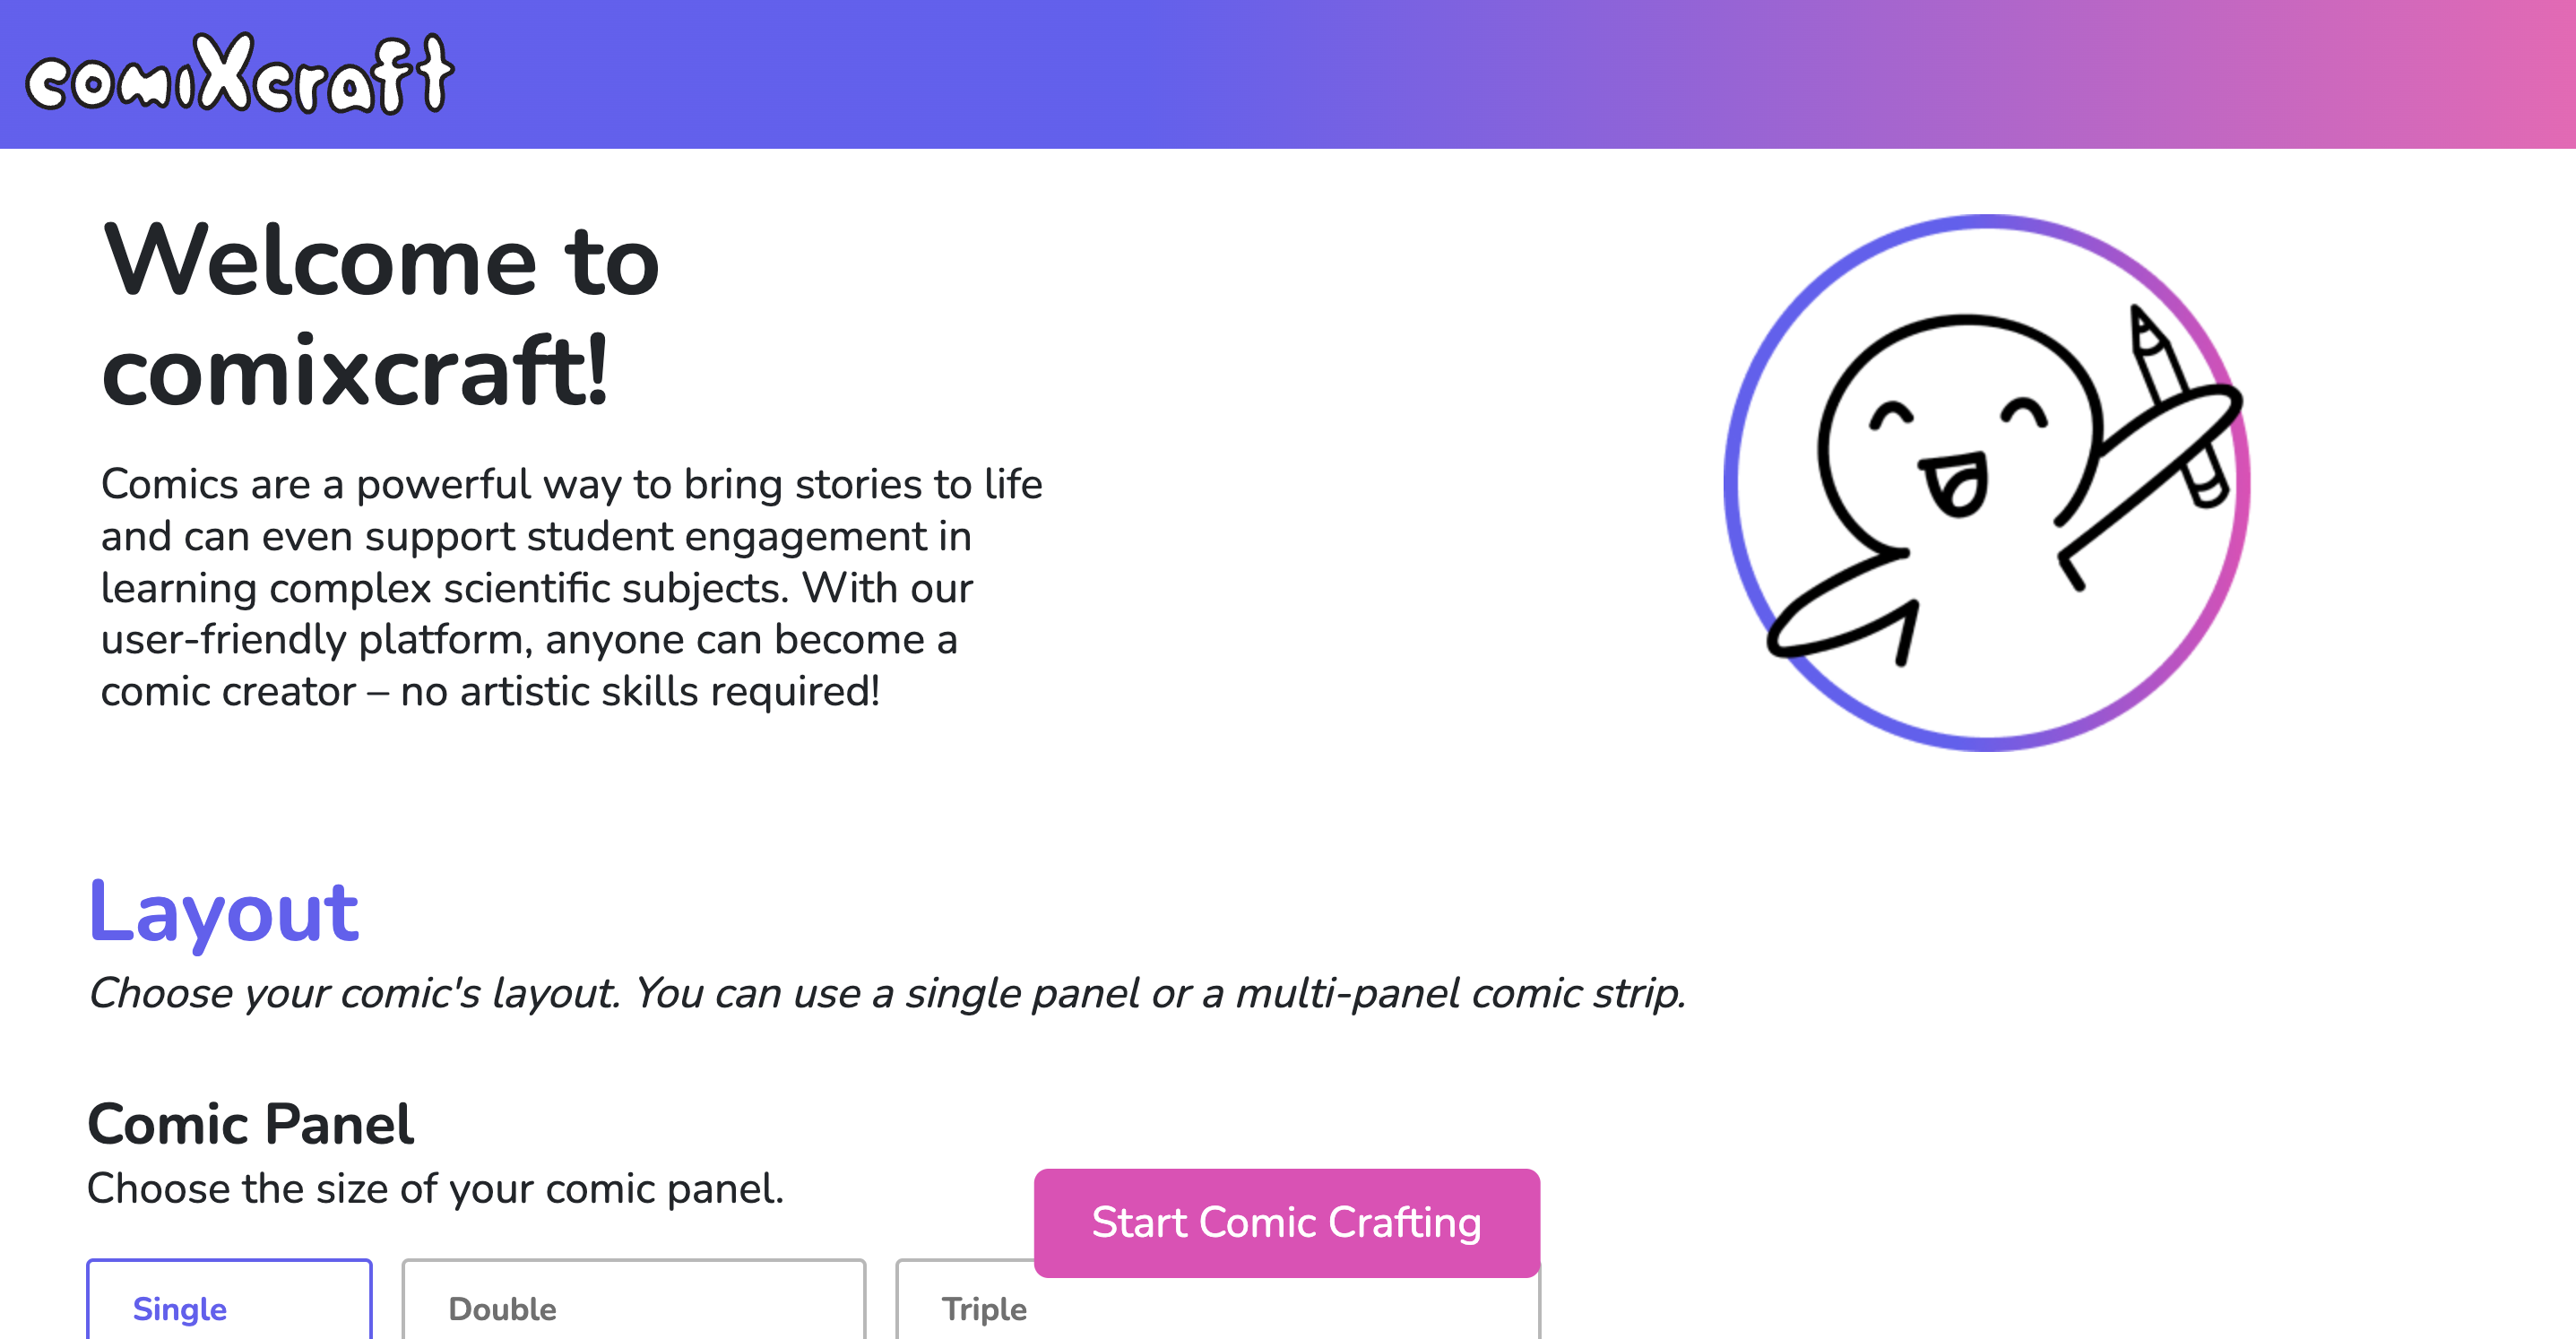 comiXcraft
Welcome to
comixcraft!
Comics are a powerful way to bring stories to life
and can even support student engagement in
learning complex scientific subjects. With our
user-friendly platform, anyone can become a
comic creator – no artistic skills required!
Layout
Choose your comic's layout. You can use a single panel or a multi-panel comic strip.
Comic Panel
Choose the size of your comic panel.
Start Comic Crafting
Single
Double
Triple